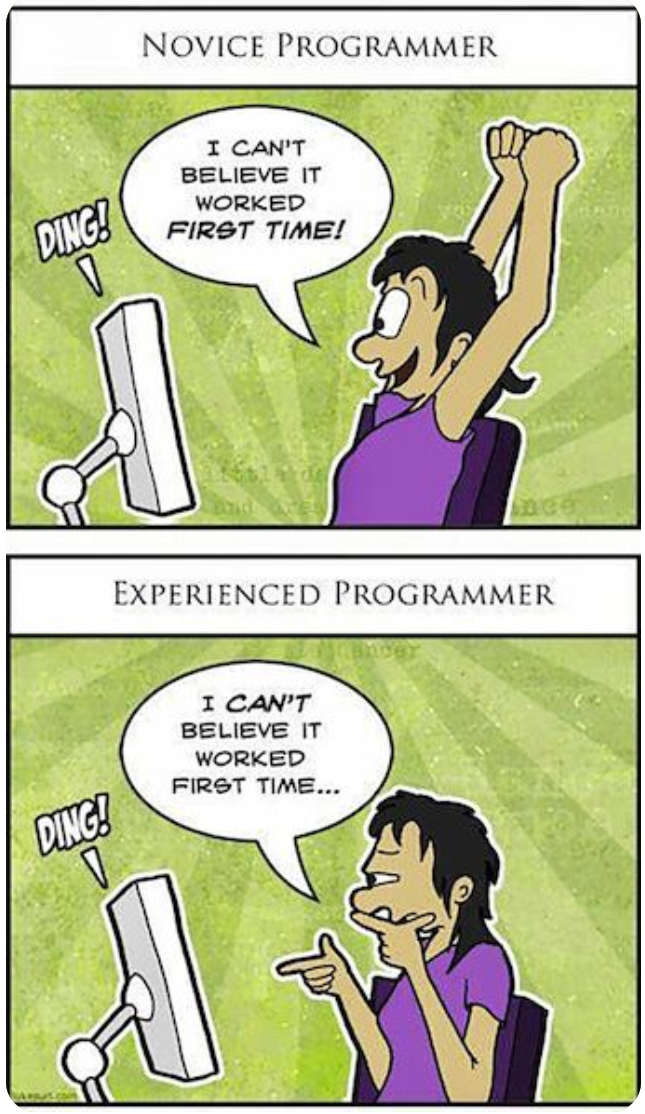 NOVICE PROGRAMMER
I CAN'T
BELIEVE IT
WORKED
FIRST TIME!
DING!
EXPERIENCED PROGRAMMER
I CAN'T
BELIEVE IT
WORKED
FIRST TIME...
DING!